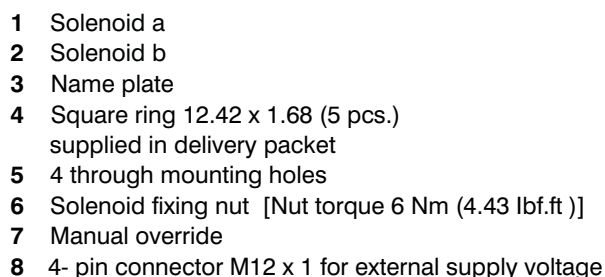 1 Solenoid a
2 Solenoid b
3 Name plate
4 Square ring 12.42 x 1.68 (5 pcs.)
supplied in delivery packet
5 4 through mounting holes
6 Solenoid fixing nut [Nut torque 6 Nm (4.43 lbf.ft )]
7 Manual override
8 4- pin connector M12 x 1 for external supply voltage